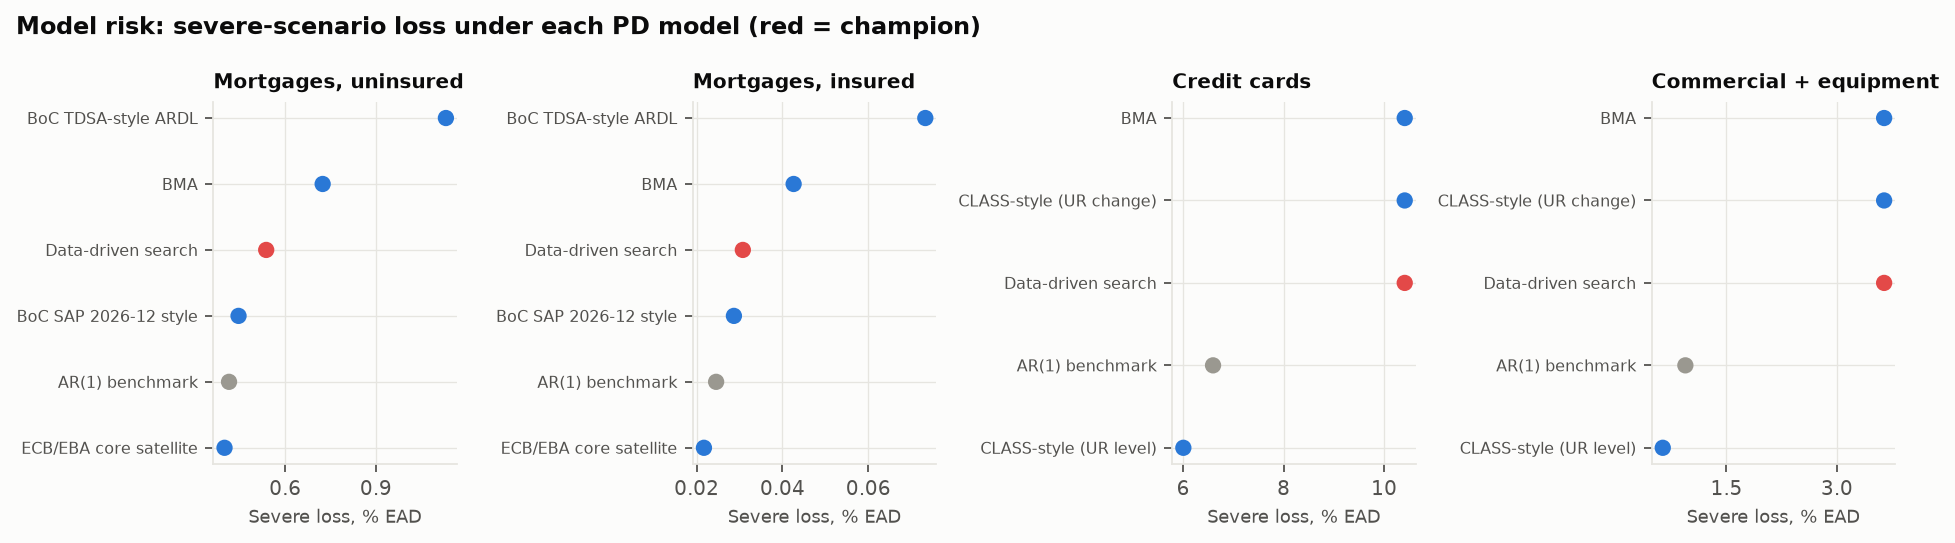 Model risk: severe-scenario loss under each PD model (red = champion)
Mortgages, uninsured
BoC TDSA-style ARDL
BMA
Data-driven search
BoC SAP 2026-12 style
AR(1) benchmark
ECB/EBA core satellite
0.6 0.9
Severe loss, % EAD
Mortgages, insured
BoC TDSA-style ARDL
BMA
Data-driven search
BoC SAP 2026-12 style
AR(1) benchmark
ECB/EBA core satellite
0.02 0.04 0.06
Severe loss, % EAD
Credit cards
BMA
CLASS-style (UR change)
Data-driven search
AR(1) benchmark
CLASS-style (UR level)
6 8 10
Severe loss, % EAD
Commercial + equipment
BMA
CLASS-style (UR change)
Data-driven search
AR(1) benchmark
CLASS-style (UR level)
1.5 3.0
Severe loss, % EAD